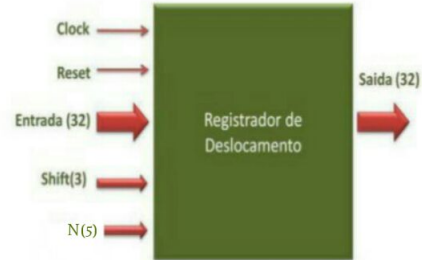 Clock
Reset
Entrada (32)
Shift(3)
N(5)
Registrador de
Deslocamento
Saida (32)